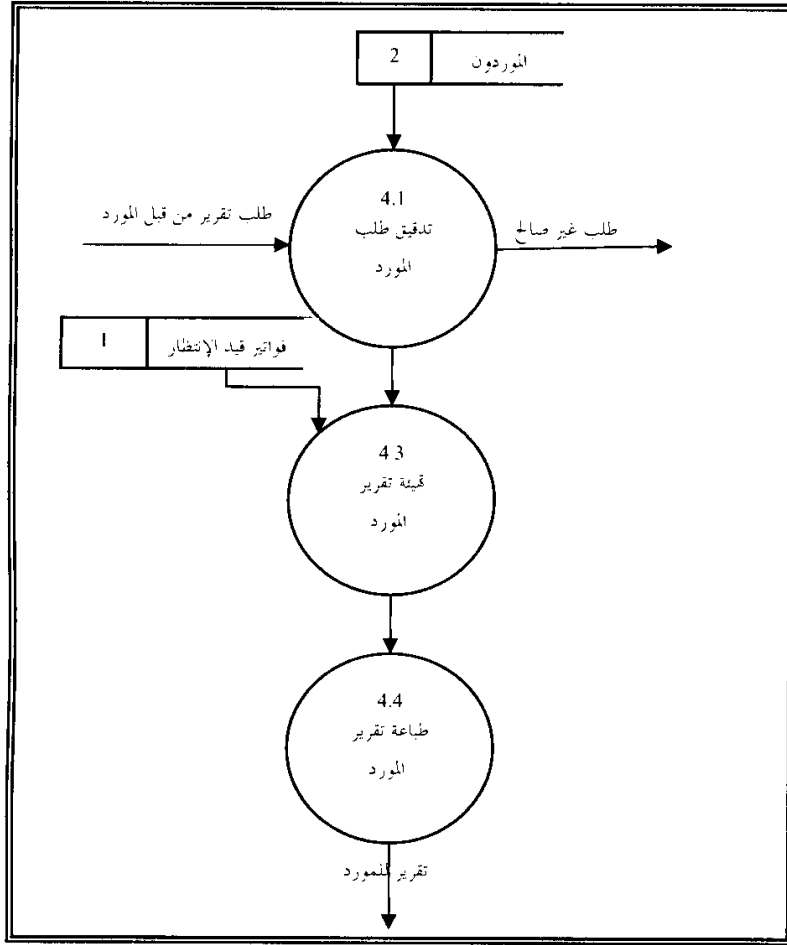 2 الموردون
4.1
طلب تقرير من قبل المورد
تدقيق طلب
طلب غير صالح
المورد
1 فواتير قيد الإنتظار
4 3
تهيئة تقرير
المورد
4.4
طباعة تقرير
المورد
تقرير للمورد